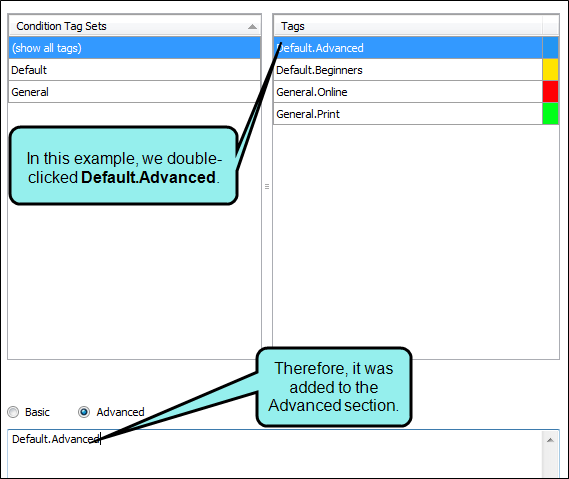 Condition Tag Sets
(show all tags)
Default
General
Tags
Default.Advanced
Default.Beginners
General.Online
General.Print
In this example, we double-
clicked Default.Advanced.
Therefore, it was
added to the
Advanced section.
Basic
Advanced
Default.Advanced